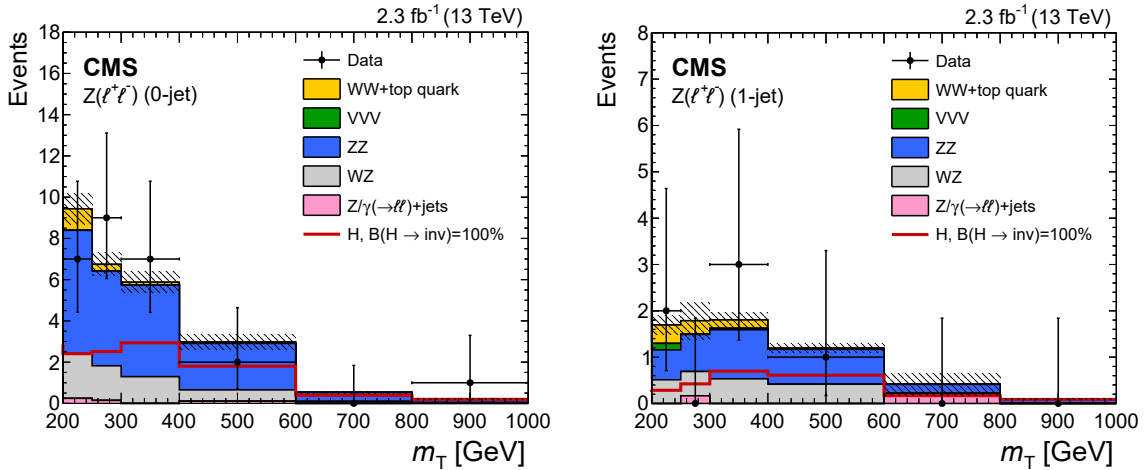 2.3 fb⁻¹ (13 TeV)
Events
18
16
14
12
10
8
6
4
2
0
CMS
Z(ℓ⁺ℓ⁻) (0-jet)
Data
WW+top quark
VVV
ZZ
WZ
Z/γ(→ℓℓ)+jets
H, B(H → inv)=100%
200 300 400 500 600 700 800 900 1000
m_T [GeV]
2.3 fb⁻¹ (13 TeV)
Events
8
7
6
5
4
3
2
1
0
CMS
Z(ℓ⁺ℓ⁻) (1-jet)
Data
WW+top quark
VVV
ZZ
WZ
Z/γ(→ℓℓ)+jets
H, B(H → inv)=100%
200 300 400 500 600 700 800 900 1000
m_T [GeV]